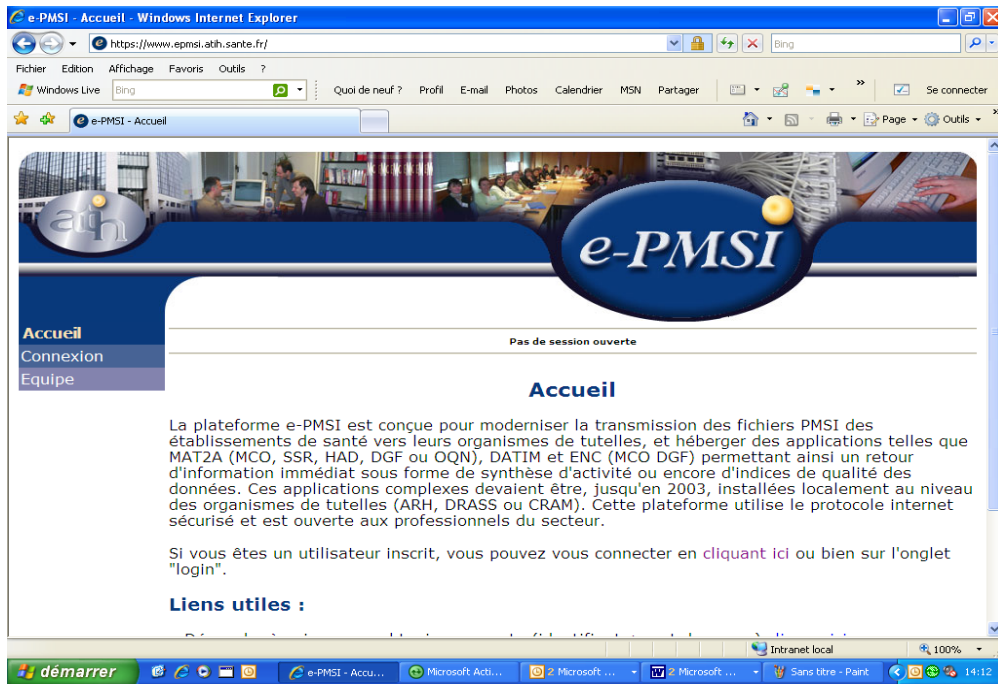 e-PMSI - Accueil - Windows Internet Explorer
https://www.epmsi.atih.sante.fr/
Bing
Fichier Edition Affichage Favoris Outils ?
Windows Live Bing Quoi de neuf ? Profil E-mail Photos Calendrier MSN Partager » Se connecter
e-PMSI - Accueil Page Outils »
atih
e-PMSI
Accueil
Connexion
Equipe
Pas de session ouverte
Accueil
La plateforme e-PMSI est conçue pour moderniser la transmission des fichiers PMSI des
établissements de santé vers leurs organismes de tutelles, et héberger des applications telles que
MAT2A (MCO, SSR, HAD, DGF ou OQN), DATIM et ENC (MCO DGF) permettant ainsi un retour
d'information immédiat sous forme de synthèse d'activité ou encore d'indices de qualité des
données. Ces applications complexes devaient être, jusqu'en 2003, installées localement au niveau
des organismes de tutelles (ARH, DRASS ou CRAM). Cette plateforme utilise le protocole internet
sécurisé et est ouverte aux professionnels du secteur.
Si vous êtes un utilisateur inscrit, vous pouvez vous connecter en cliquant ici ou bien sur l'onglet
"login".
Liens utiles :
Intranet local 100%
démarrer e-PMSI - Accu... Microsoft Acti... 2 Microsoft ... 2 Microsoft ... Sans titre - Paint 14:12